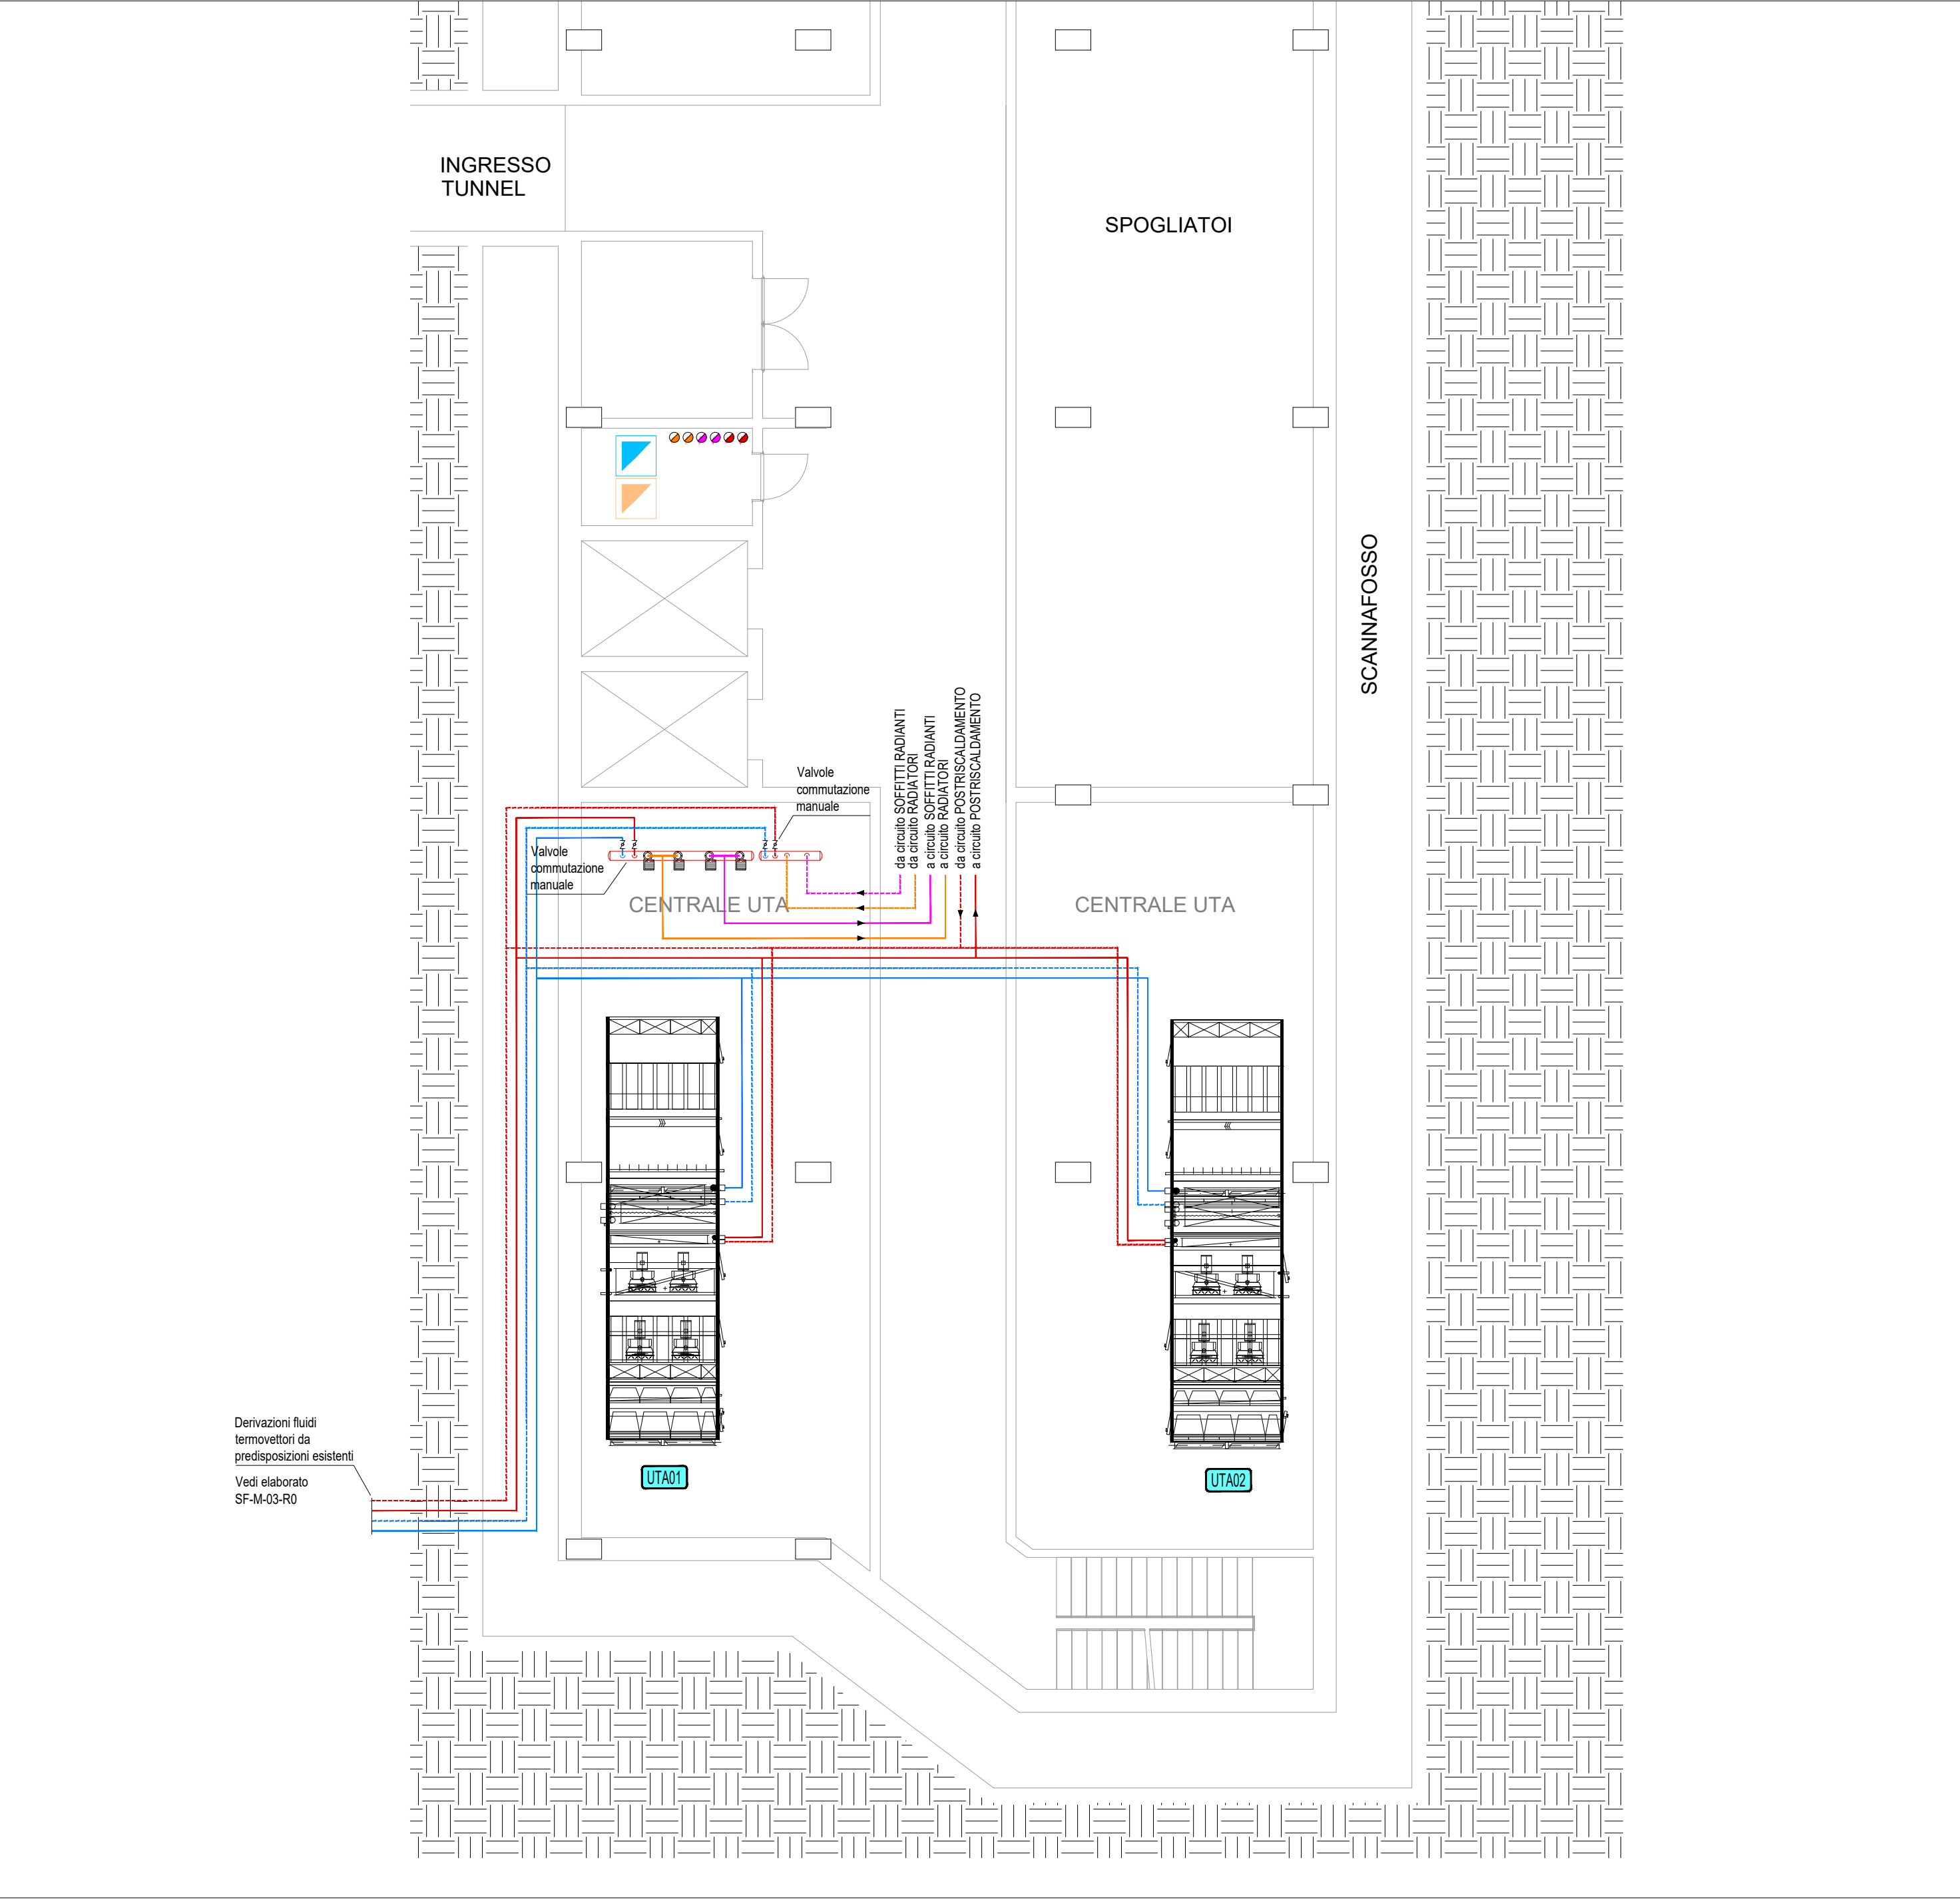 INGRESSO
TUNNEL
SPOGLIATOI
SCANNAFOSSO
Valvole
commutazione
manuale
da circuito SOFFITTI RADIANTI
da circuito RADIATORI
a circuito SOFFITTI RADIANTI
a circuito RADIATORI
da circuito POSTRISCALDAMENTO
a circuito POSTRISCALDAMENTO
Valvole
commutazione
manuale
CENTRALE UTA
CENTRALE UTA
Derivazioni fluidi
termovettori da
predisposizioni esistenti
Vedi elaborato
SF-M-03-R0
UTA01
UTA02